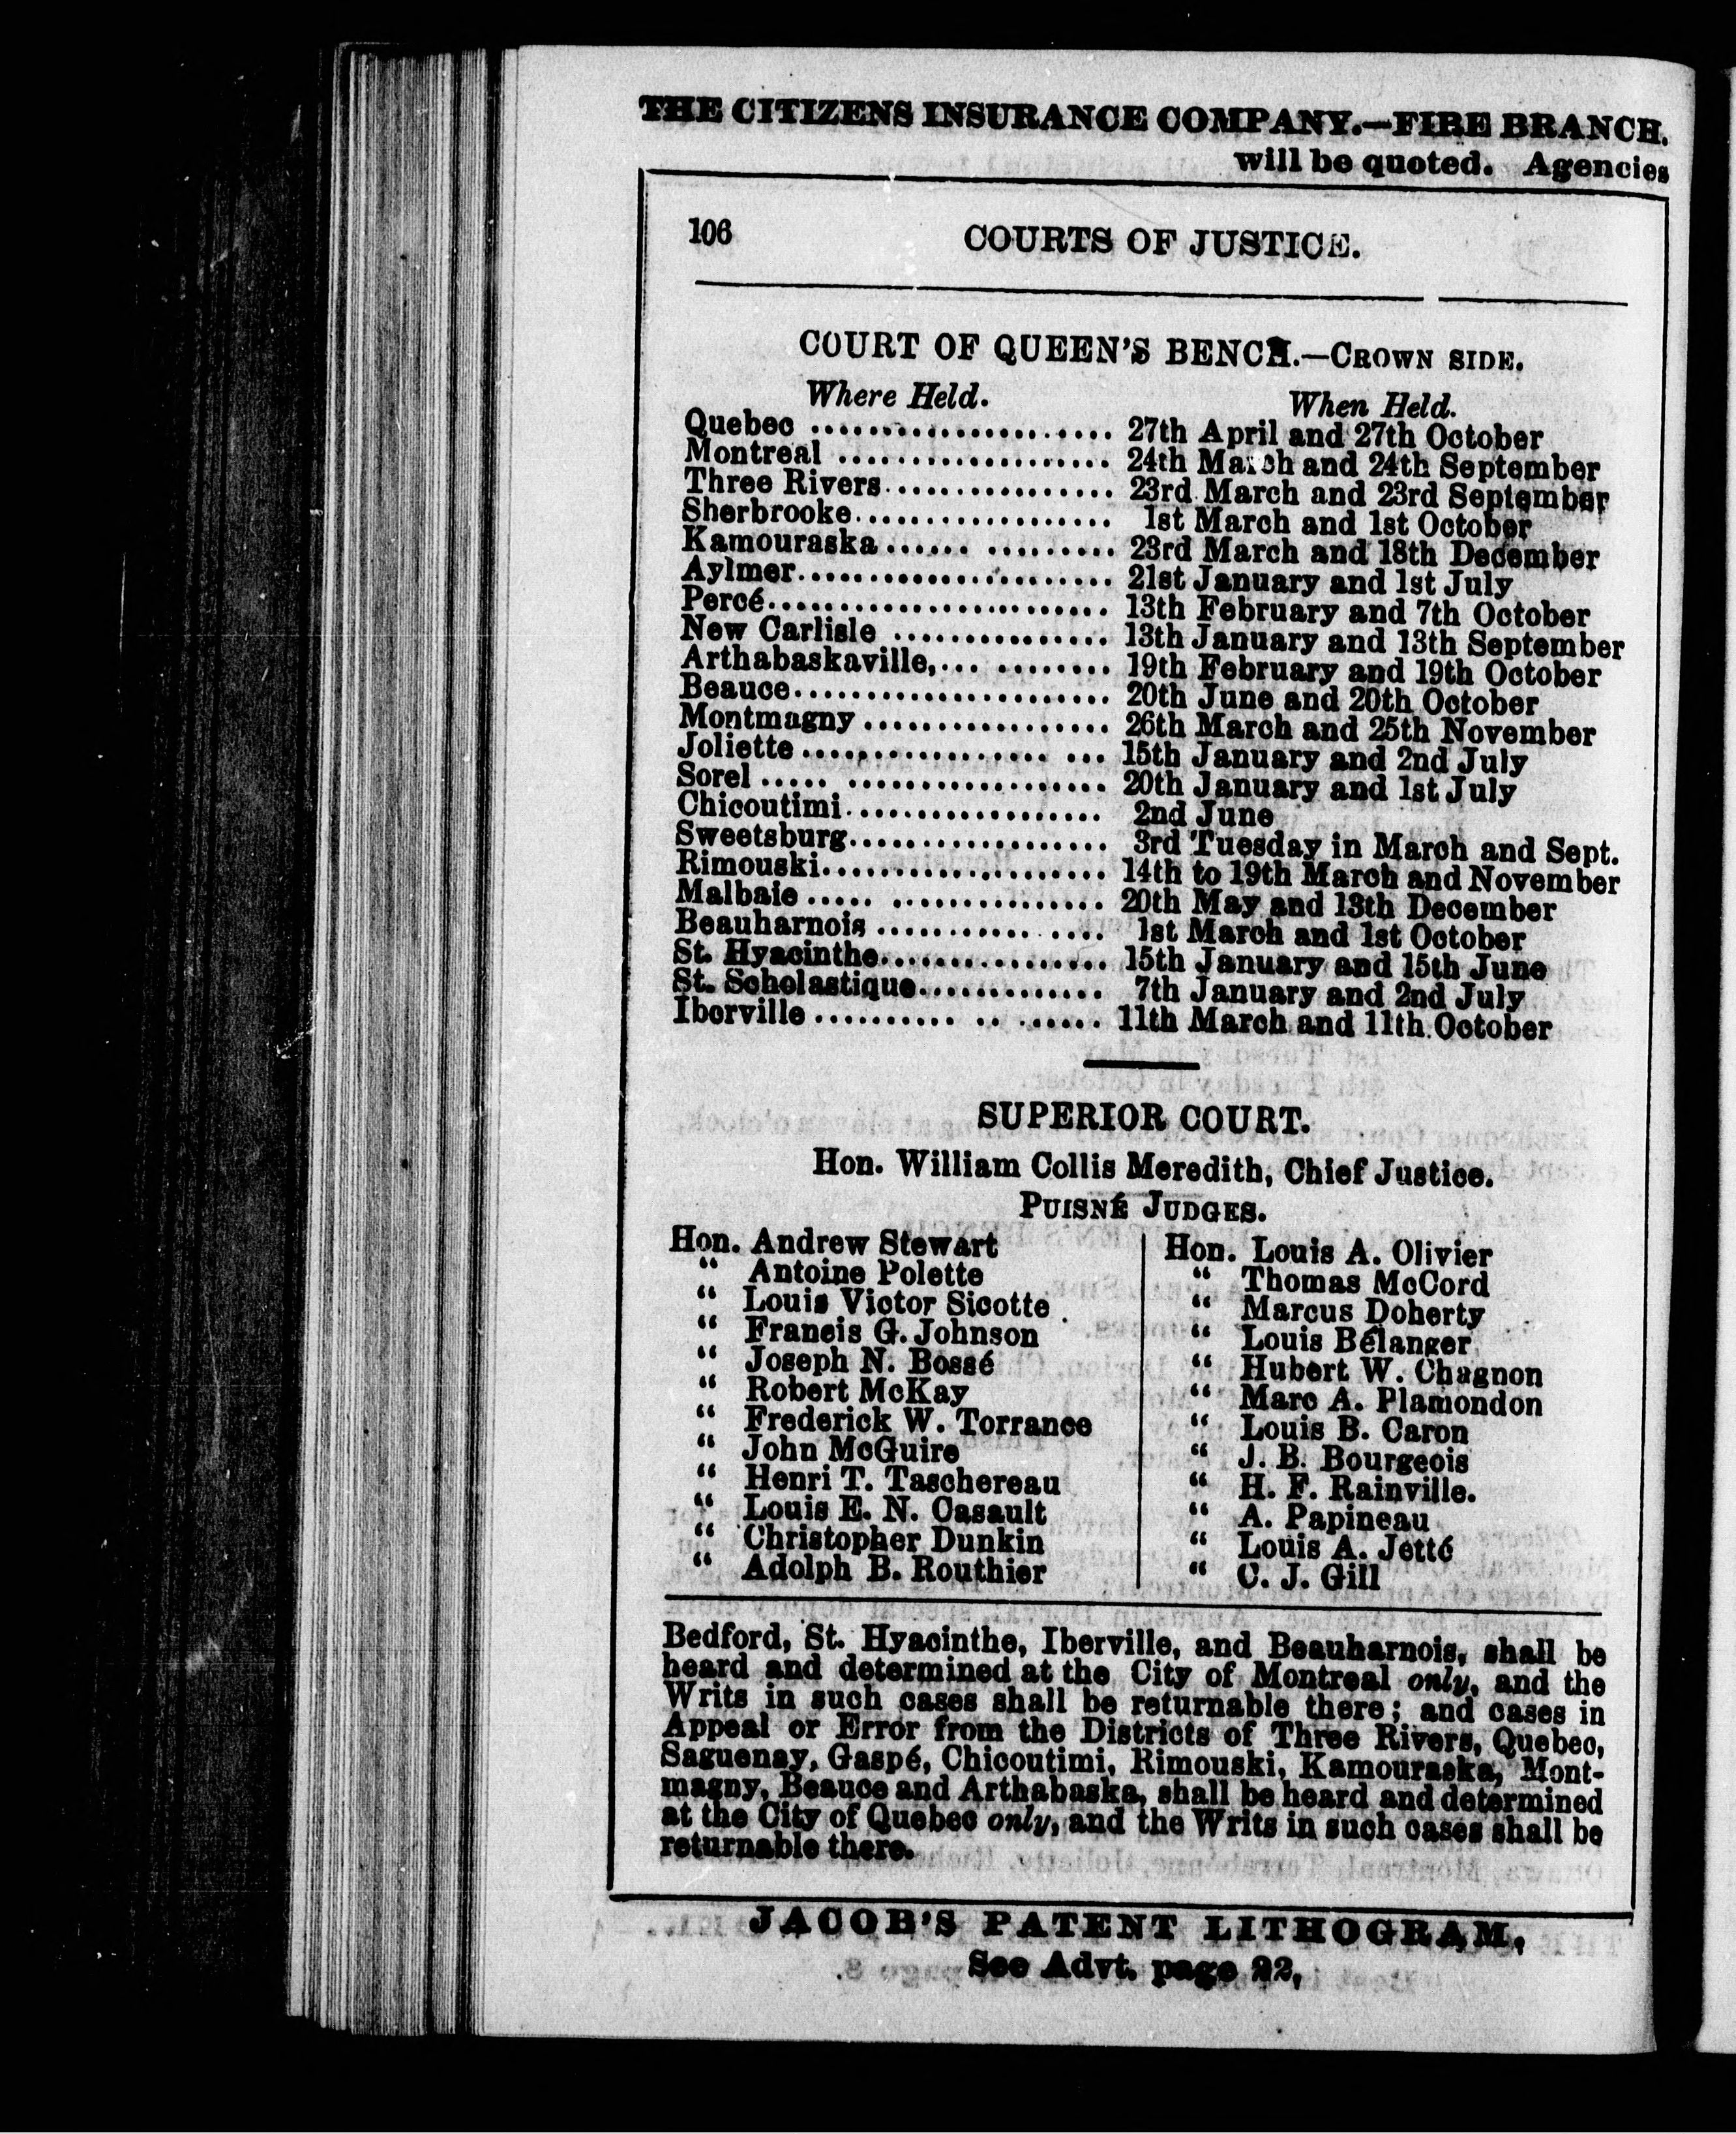 THE CITIZENS INSURANCE COMPANY.—FIRE BRANCH.
will be quoted. Agencies
106 COURTS OF JUSTICE.
COURT OF QUEEN'S BENCH.—CROWN SIDE.
Where Held. When Held.
Quebec ..................... 27th April and 27th October
Montreal ................... 24th March and 24th September
Three Rivers................ 23rd March and 23rd September
Sherbrooke.................. 1st March and 1st October
Kamouraska...... ......... 23rd March and 18th December
Aylmer...................... 21st January and 1st July
Percé........................ 13th February and 7th October
New Carlisle ............... 13th January and 13th September
Arthabaskaville,... ........ 19th February and 19th October
Beauce...................... 20th June and 20th October
Montmagny.................. 26th March and 25th November
Joliette................. ... 15th January and 2nd July
Sorel ..... .................. 20th January and 1st July
Chicoutimi.................. 2nd June
Sweetsburg.................. 3rd Tuesday in March and Sept.
Rimouski.................... 14th to 19th March and November
Malbaie ..... ............... 20th May and 13th December
Beauharnois ........... .... 1st March and 1st October
St. Hyacinthe................ 15th January and 15th June
St. Scholastique............. 7th January and 2nd July
Iborville .......... .. ...... 11th March and 11th October
SUPERIOR COURT.
Hon. William Collis Meredith, Chief Justice.
PUISNÉ JUDGES.
Hon. Andrew Stewart
“ Antoine Polette
“ Louis Victor Sicotte
“ Francis G. Johnson
“ Joseph N. Bossé
“ Robert McKay
“ Frederick W. Torrance
“ John McGuire
“ Henri T. Taschereau
“ Louis E. N. Casault
“ Christopher Dunkin
“ Adolph B. Routhier
Hon. Louis A. Olivier
“ Thomas McCord
“ Marcus Doherty
“ Louis Bélanger
“ Hubert W. Chagnon
“ Marc A. Plamondon
“ Louis B. Caron
“ J. B. Bourgeois
“ H. F. Rainville.
“ A. Papineau
“ Louis A. Jetté
“ C. J. Gill
Bedford, St. Hyacinthe, Iberville, and Beauharnois, shall be
heard and determined at the City of Montreal only, and the
Writs in such cases shall be returnable there; and cases in
Appeal or Error from the Districts of Three Rivers, Quebec,
Saguenay, Gaspé, Chicoutimi, Rimouski, Kamouraska, Mont-
magny, Beauce and Arthabaska, shall be heard and determined
at the City of Quebec only, and the Writs in such cases shall be
returnable there.
JACOB'S PATENT LITHOGRAM,
See Advt. page 22,